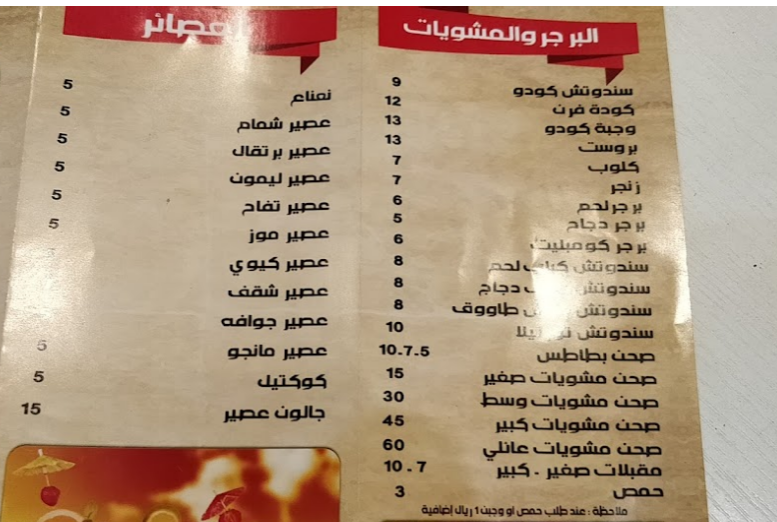 البرجر والمشويات
سندوتش كودو 9
كودة فرن 12
وجبة كودو 13
بروست 13
كلوب 7
زنجر 7
برجر لحم 6
برجر دجاج 5
برجر كومبليت 6
سندوتش كباب لحم 8
سندوتش دجاج 8
سندوتش طاووق 8
سندوتش 10
صحن بطاطس 10.7.5
صحن مشويات صغير 15
صحن مشويات وسط 30
صحن مشويات كبير 45
صحن مشويات عائلي 60
مقبلات صغير - كبير 7 - 10
حمص 3
ملاحظة : عند طلب حمص او وجبن 1 ريال إضافية
العصائر
نعناع 5
عصير شمام 5
عصير برتقال 5
عصير ليمون 5
عصير تفاح 5
عصير موز 5
عصير كيوي
عصير شقف
عصير جوافه
عصير مانجو 5
كوكتيل 5
جالون عصير 15